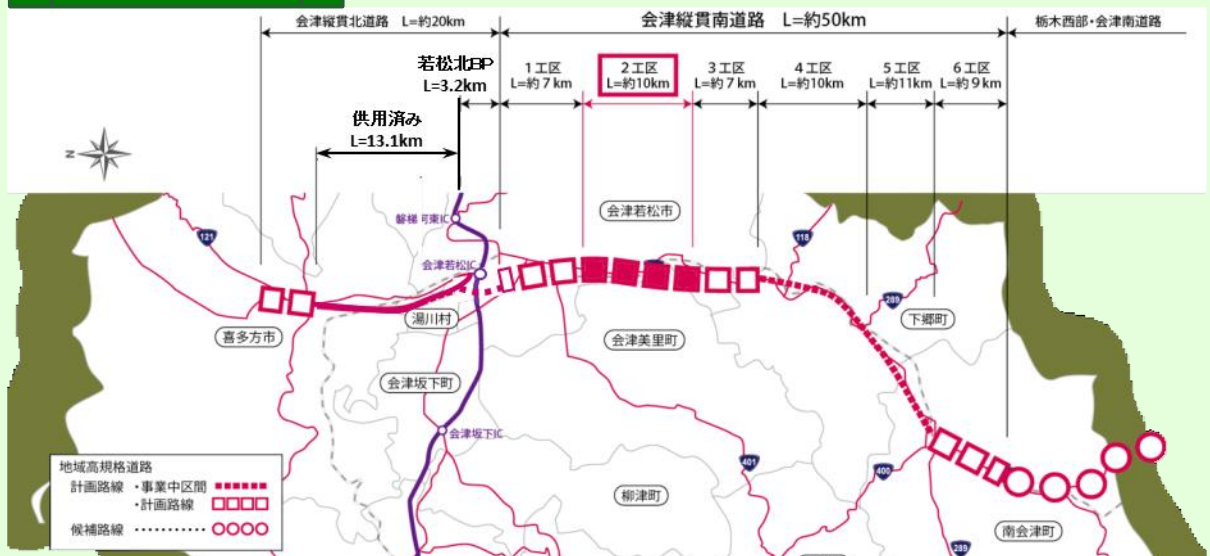 会津縦貫北道路 L=約20km
会津縦貫南道路 L=約50km
栃木西部・会津南道路
若松北BP
L=3.2km
1工区
L=約7km
2工区
L=約10km
3工区
L=約7km
4工区
L=約10km
5工区
L=約11km
6工区
L=約9km
供用済み
L=13.1km
N
会津若松市
121
118
会津若松IC
289
湯川村
下郷町
喜多方市
会津美里町
会津坂下町
会津坂下IC
401
400
柳津町
南会津町
289
地域高規格道路
計画路線 ・事業中区間
・計画路線
候補路線 ············